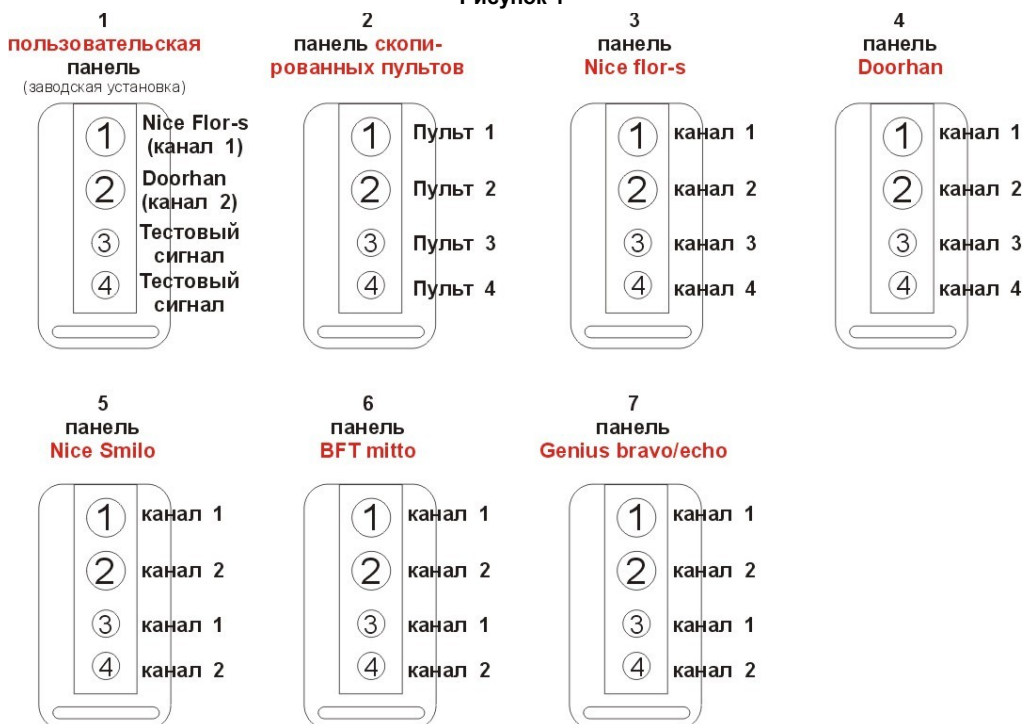 Рисунок 1
1
пользовательская
панель
(заводская установка)
1
Nice Flor-s
(канал 1)
2
Doorhan
(канал 2)
3
Тестовый
сигнал
4
Тестовый
сигнал
2
панель скопи-
рованных пультов
1 Пульт 1
2 Пульт 2
3 Пульт 3
4 Пульт 4
3
панель
Nice flor-s
1 канал 1
2 канал 2
3 канал 3
4 канал 4
4
панель
Doorhan
1 канал 1
2 канал 2
3 канал 3
4 канал 4
5
панель
Nice Smilo
1 канал 1
2 канал 2
3 канал 1
4 канал 2
6
панель
BFT mitto
1 канал 1
2 канал 2
3 канал 1
4 канал 2
7
панель
Genius bravo/echo
1 канал 1
2 канал 2
3 канал 1
4 канал 2